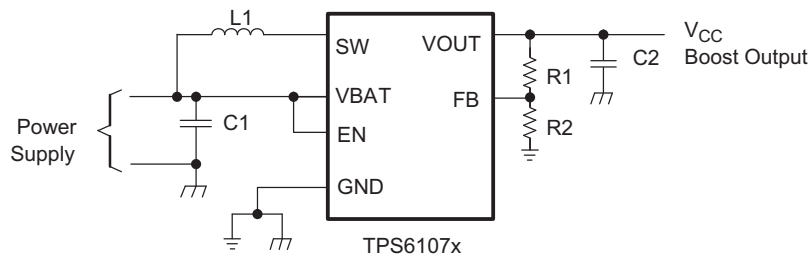 L1
SW
VOUT
VCC
Boost Output
C2
R1
VBAT
FB
Power
Supply
C1
EN
R2
GND
TPS6107x